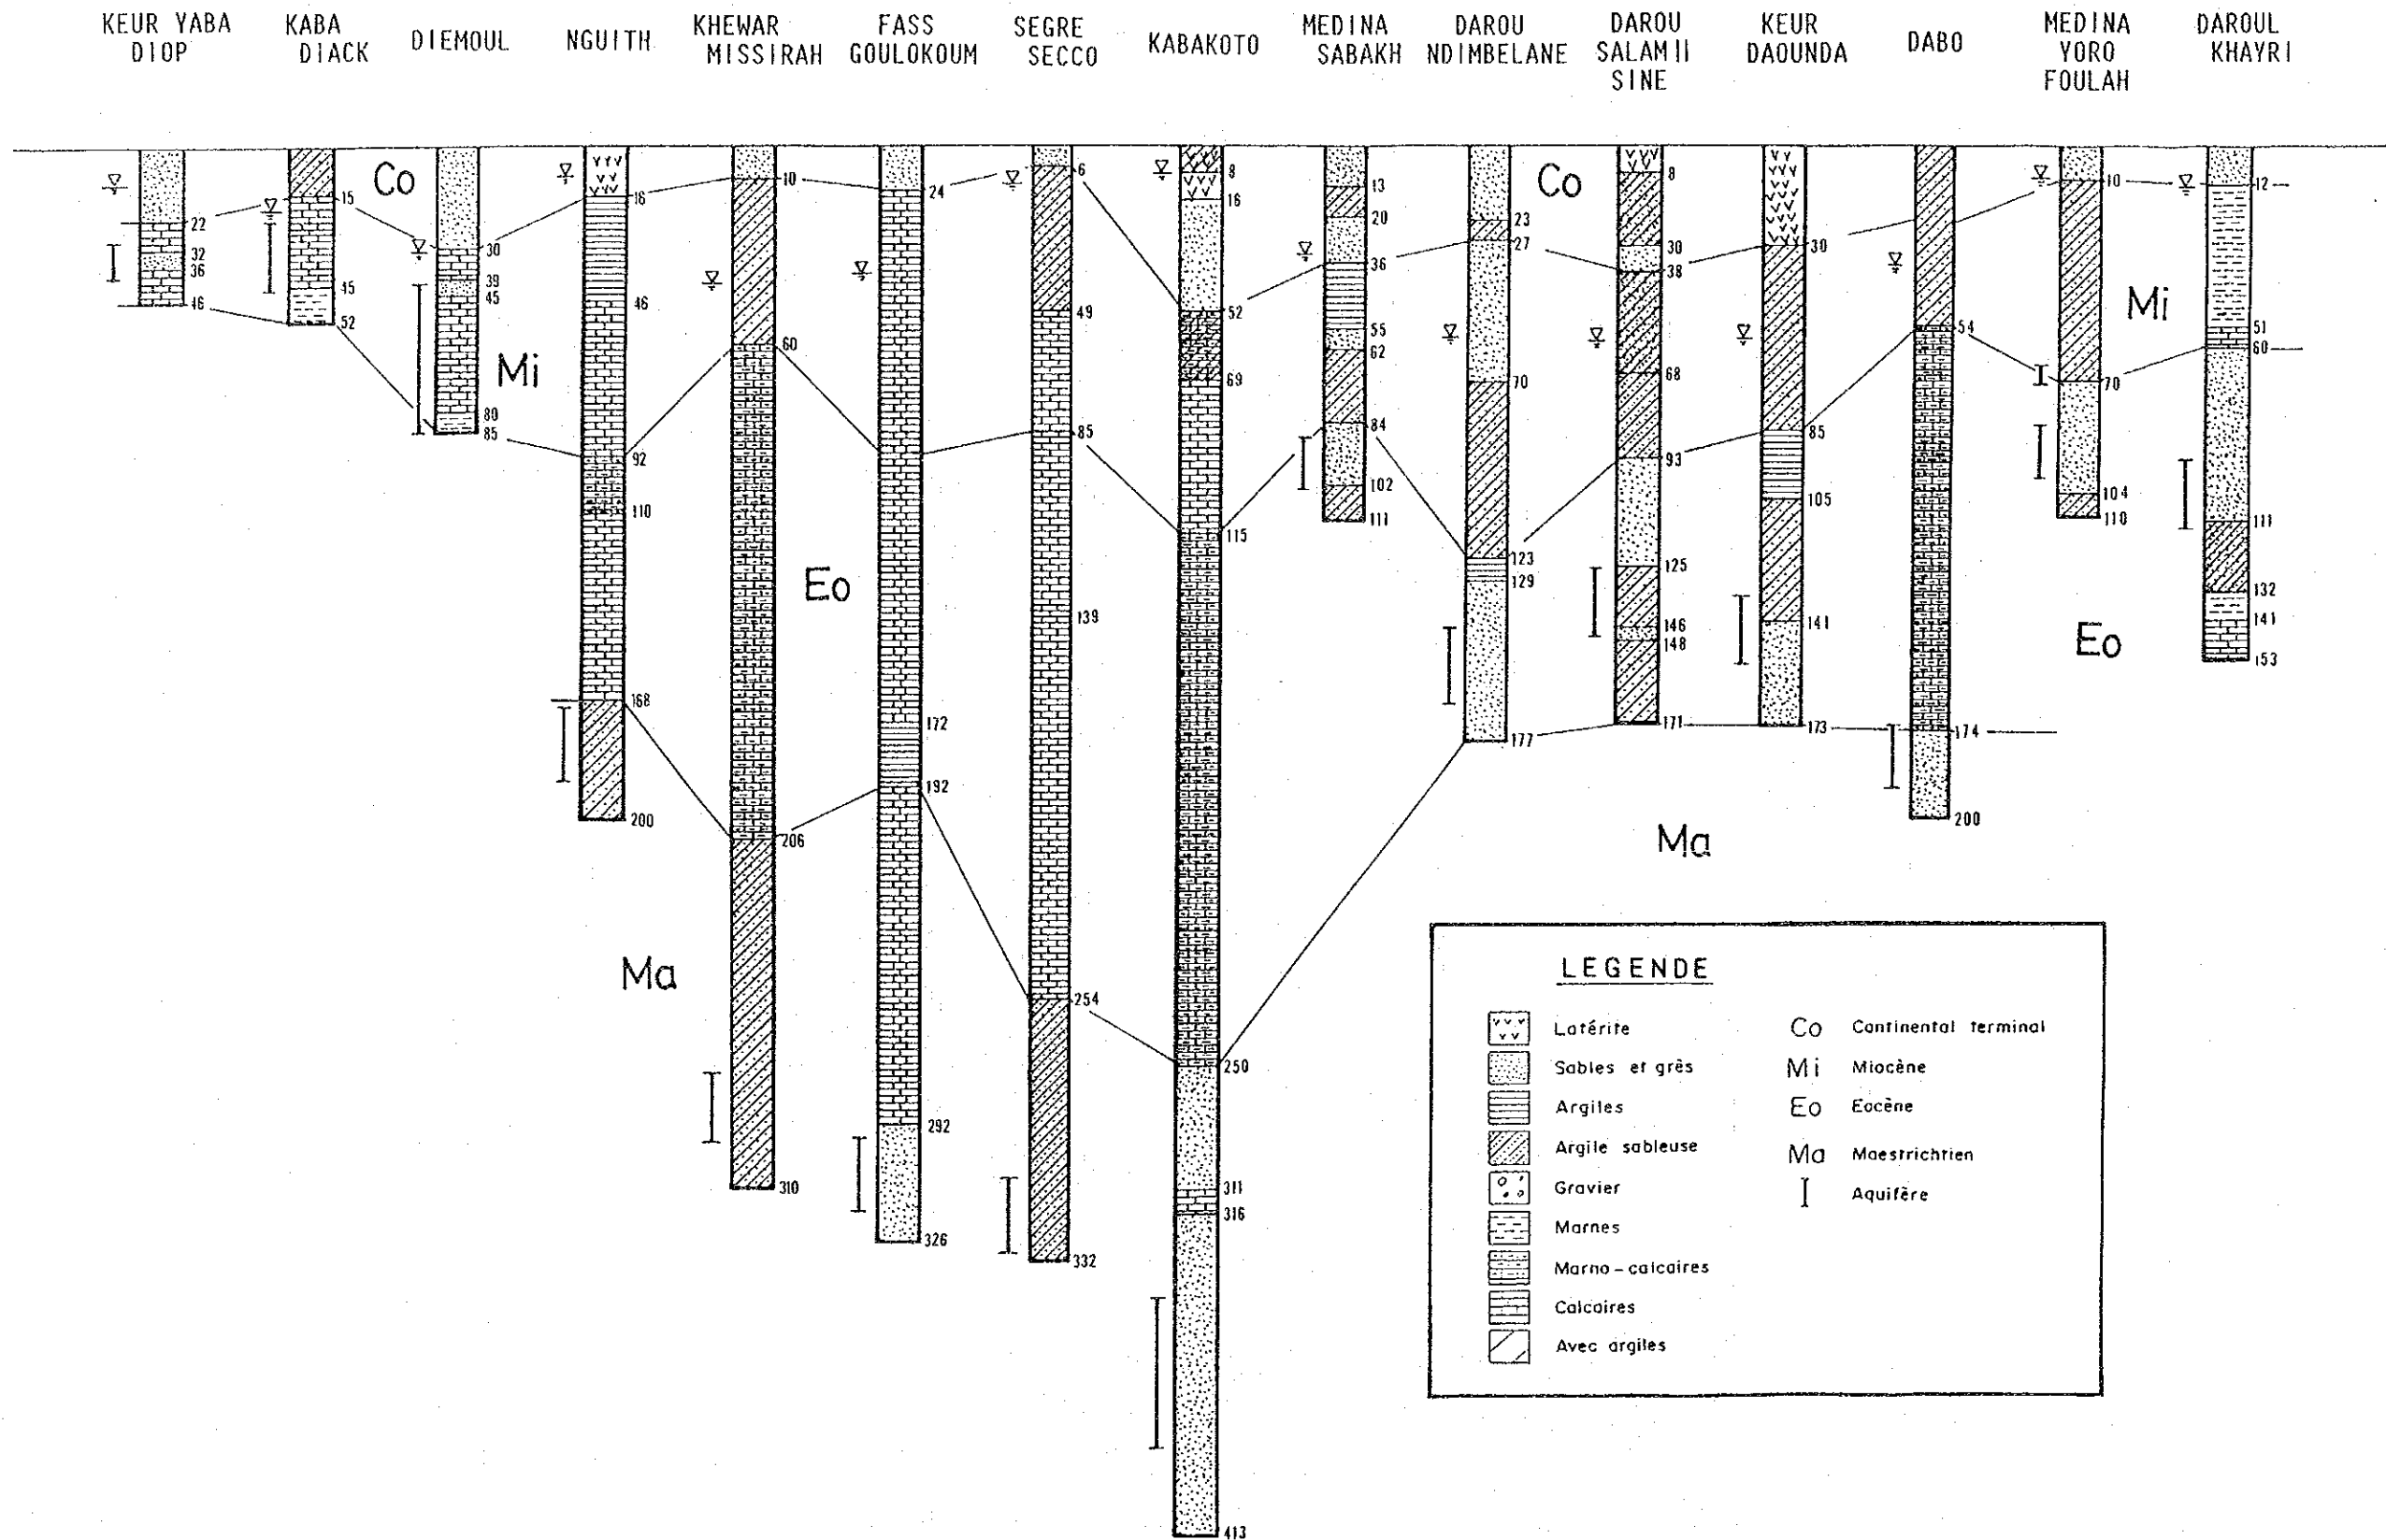 KEUR YABA
DIOP
KABA
DIACK
DIEMOUL
NGUITH
KHEWAR
MISSIRAH
FASS
GOULOKOUM
SEGRE
SECCO
KABAKOTO
MEDINA
SABAKH
DAROU
NDIMBELANE
DAROU
SALAM II
SINE
KEUR
DAOUNDA
DABO
MEDINA
YORO
FOULAH
DAROUL
KHAYRI
22
32
36
46
15
45
52
30
39
45
80
85
16
46
92
110
168
200
10
60
206
310
24
172
192
292
326
6
49
85
139
254
332
8
16
52
69
115
250
311
316
413
13
20
36
55
62
84
102
111
23
27
70
123
129
177
8
30
38
68
93
125
146
148
171
30
85
105
141
173
54
174
200
10
70
104
110
12
51
60
111
132
141
153
Co
Mi
Eo
Ma
Co
Mi
Eo
Ma
LEGENDE
Latérite
Sables et grès
Argiles
Argile sableuse
Gravier
Marnes
Marno-calcaires
Calcaires
Avec argiles
Co Continental terminal
Mi Miocène
Eo Eocène
Ma Maestrichtien
Aquifère